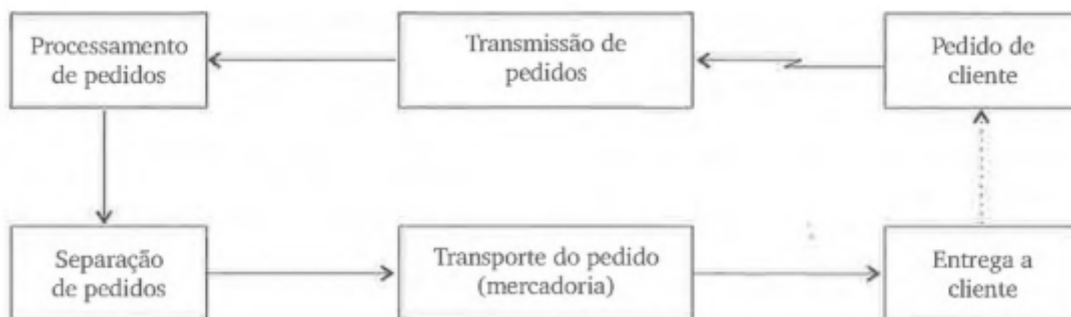 Processamento
de pedidos
Transmissão de
pedidos
Pedido de
cliente
Separação
de pedidos
Transporte do pedido
(mercadoria)
Entrega a
cliente